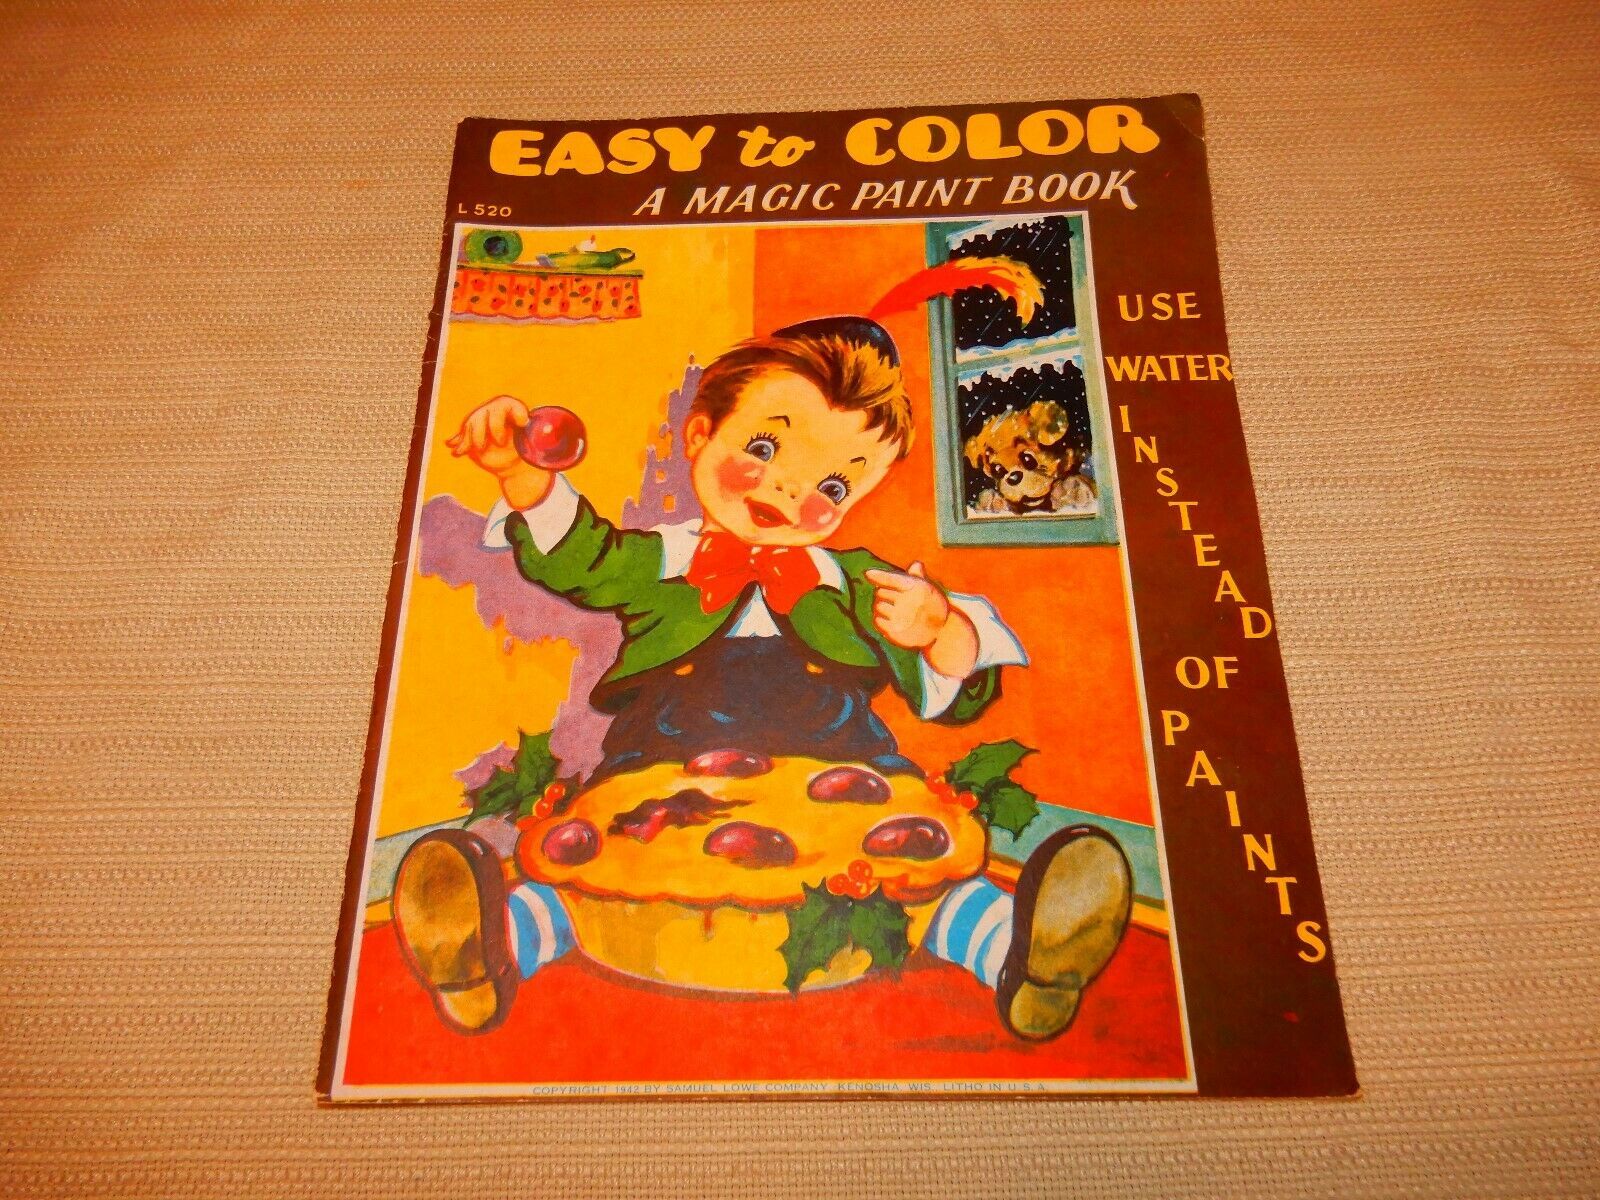 EASY to COLOR
A MAGIC PAINT BOOK
L 520
USE
WATER
INSTEAD
OF
PAINTS
COPYRIGHT 1942 BY SAMUEL LOWE COMPANY, KENOSHA, WIS., LITHO IN U.S.A.